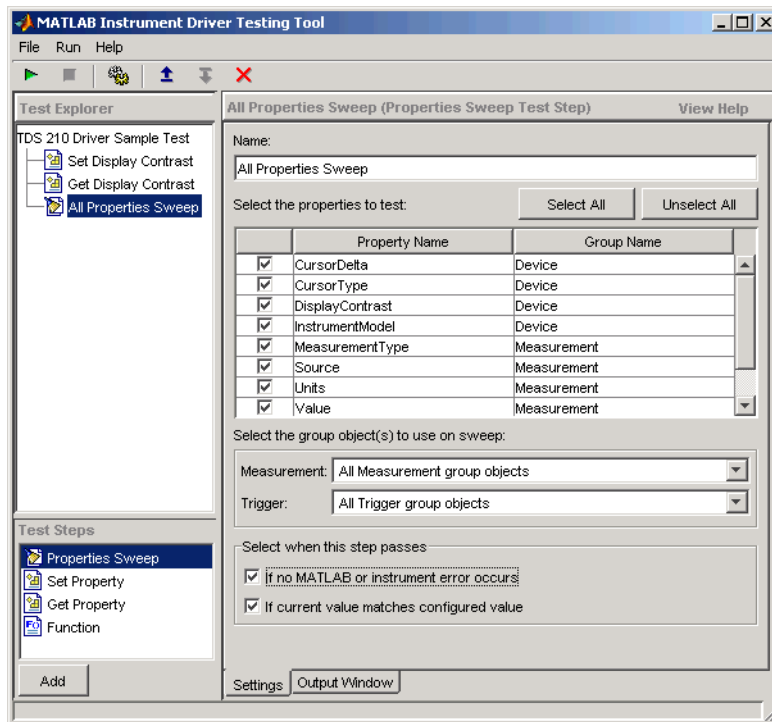 MATLAB Instrument Driver Testing Tool
File Run Help
Test Explorer
TDS 210 Driver Sample Test
Set Display Contrast
Get Display Contrast
All Properties Sweep
Test Steps
Properties Sweep
Set Property
Get Property
Function
Add
All Properties Sweep (Properties Sweep Test Step) View Help
Name:
All Properties Sweep
Select the properties to test: Select All Unselect All
Property Name Group Name
CursorDelta Device
CursorType Device
DisplayContrast Device
InstrumentModel Device
MeasurementType Measurement
Source Measurement
Units Measurement
Value Measurement
Select the group object(s) to use on sweep:
Measurement: All Measurement group objects
Trigger: All Trigger group objects
Select when this step passes
If no MATLAB or instrument error occurs
If current value matches configured value
Settings Output Window